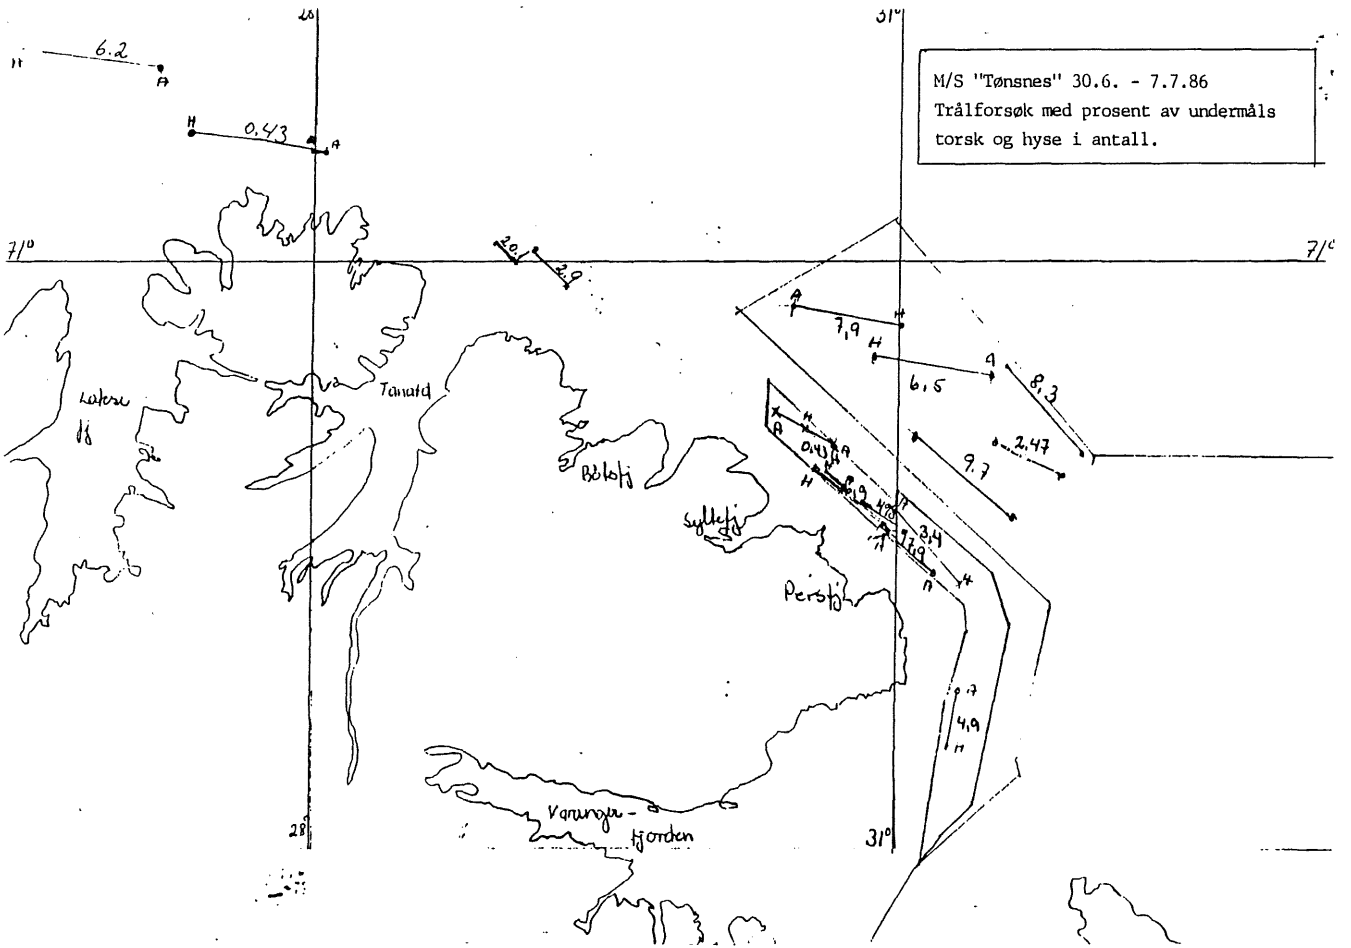 28°
31°
6.2
H
A
M/S "Tønsnes" 30.6. - 7.7.86
Trålforsøk med prosent av undermåls
torsk og hyse i antall.
H
0.43
A
71°
20.
2.9
71°
A
7,9
H
H
A
6,5
8,3
Tanafd
Lakse
fj
H
A
A
0.43
H
2.47
9.7
Båtsfj
Syltefj
3,4
17,9
H
A
Persfj
A
4,9
H
Varanger-
fjorden
28°
31°